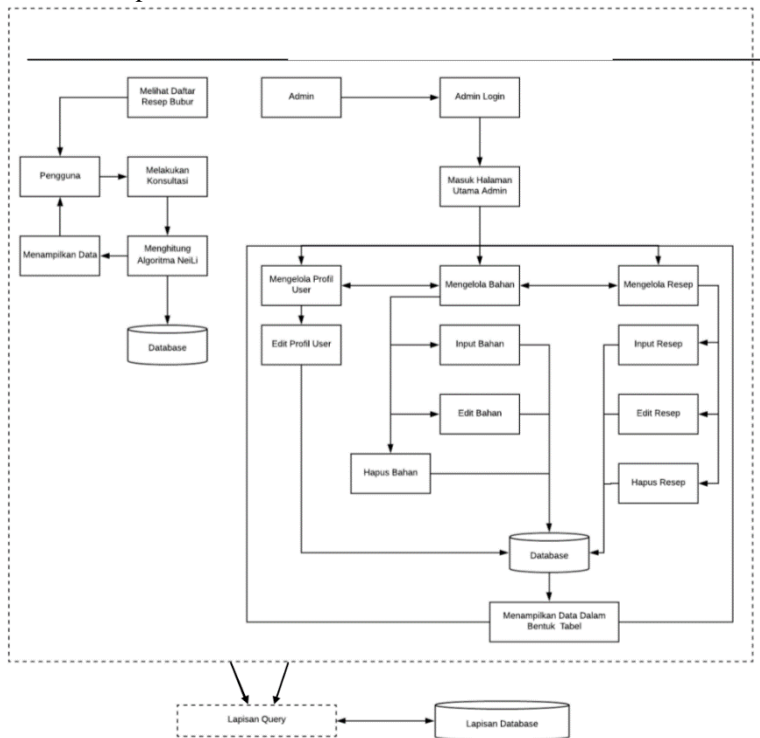 Melihat Daftar
Resep Bubur
Admin
Admin Login
Pengguna
Melakukan
Konsultasi
Masuk Halaman
Utama Admin
Menampilkan Data
Menghitung
Algoritma NeiLi
Mengelola Profil
User
Mengelola Bahan
Mengelola Resep
Database
Edit Profil User
Input Bahan
Input Resep
Edit Bahan
Edit Resep
Hapus Bahan
Hapus Resep
Database
Menampilkan Data Dalam
Bentuk Tabel
Lapisan Query
Lapisan Database